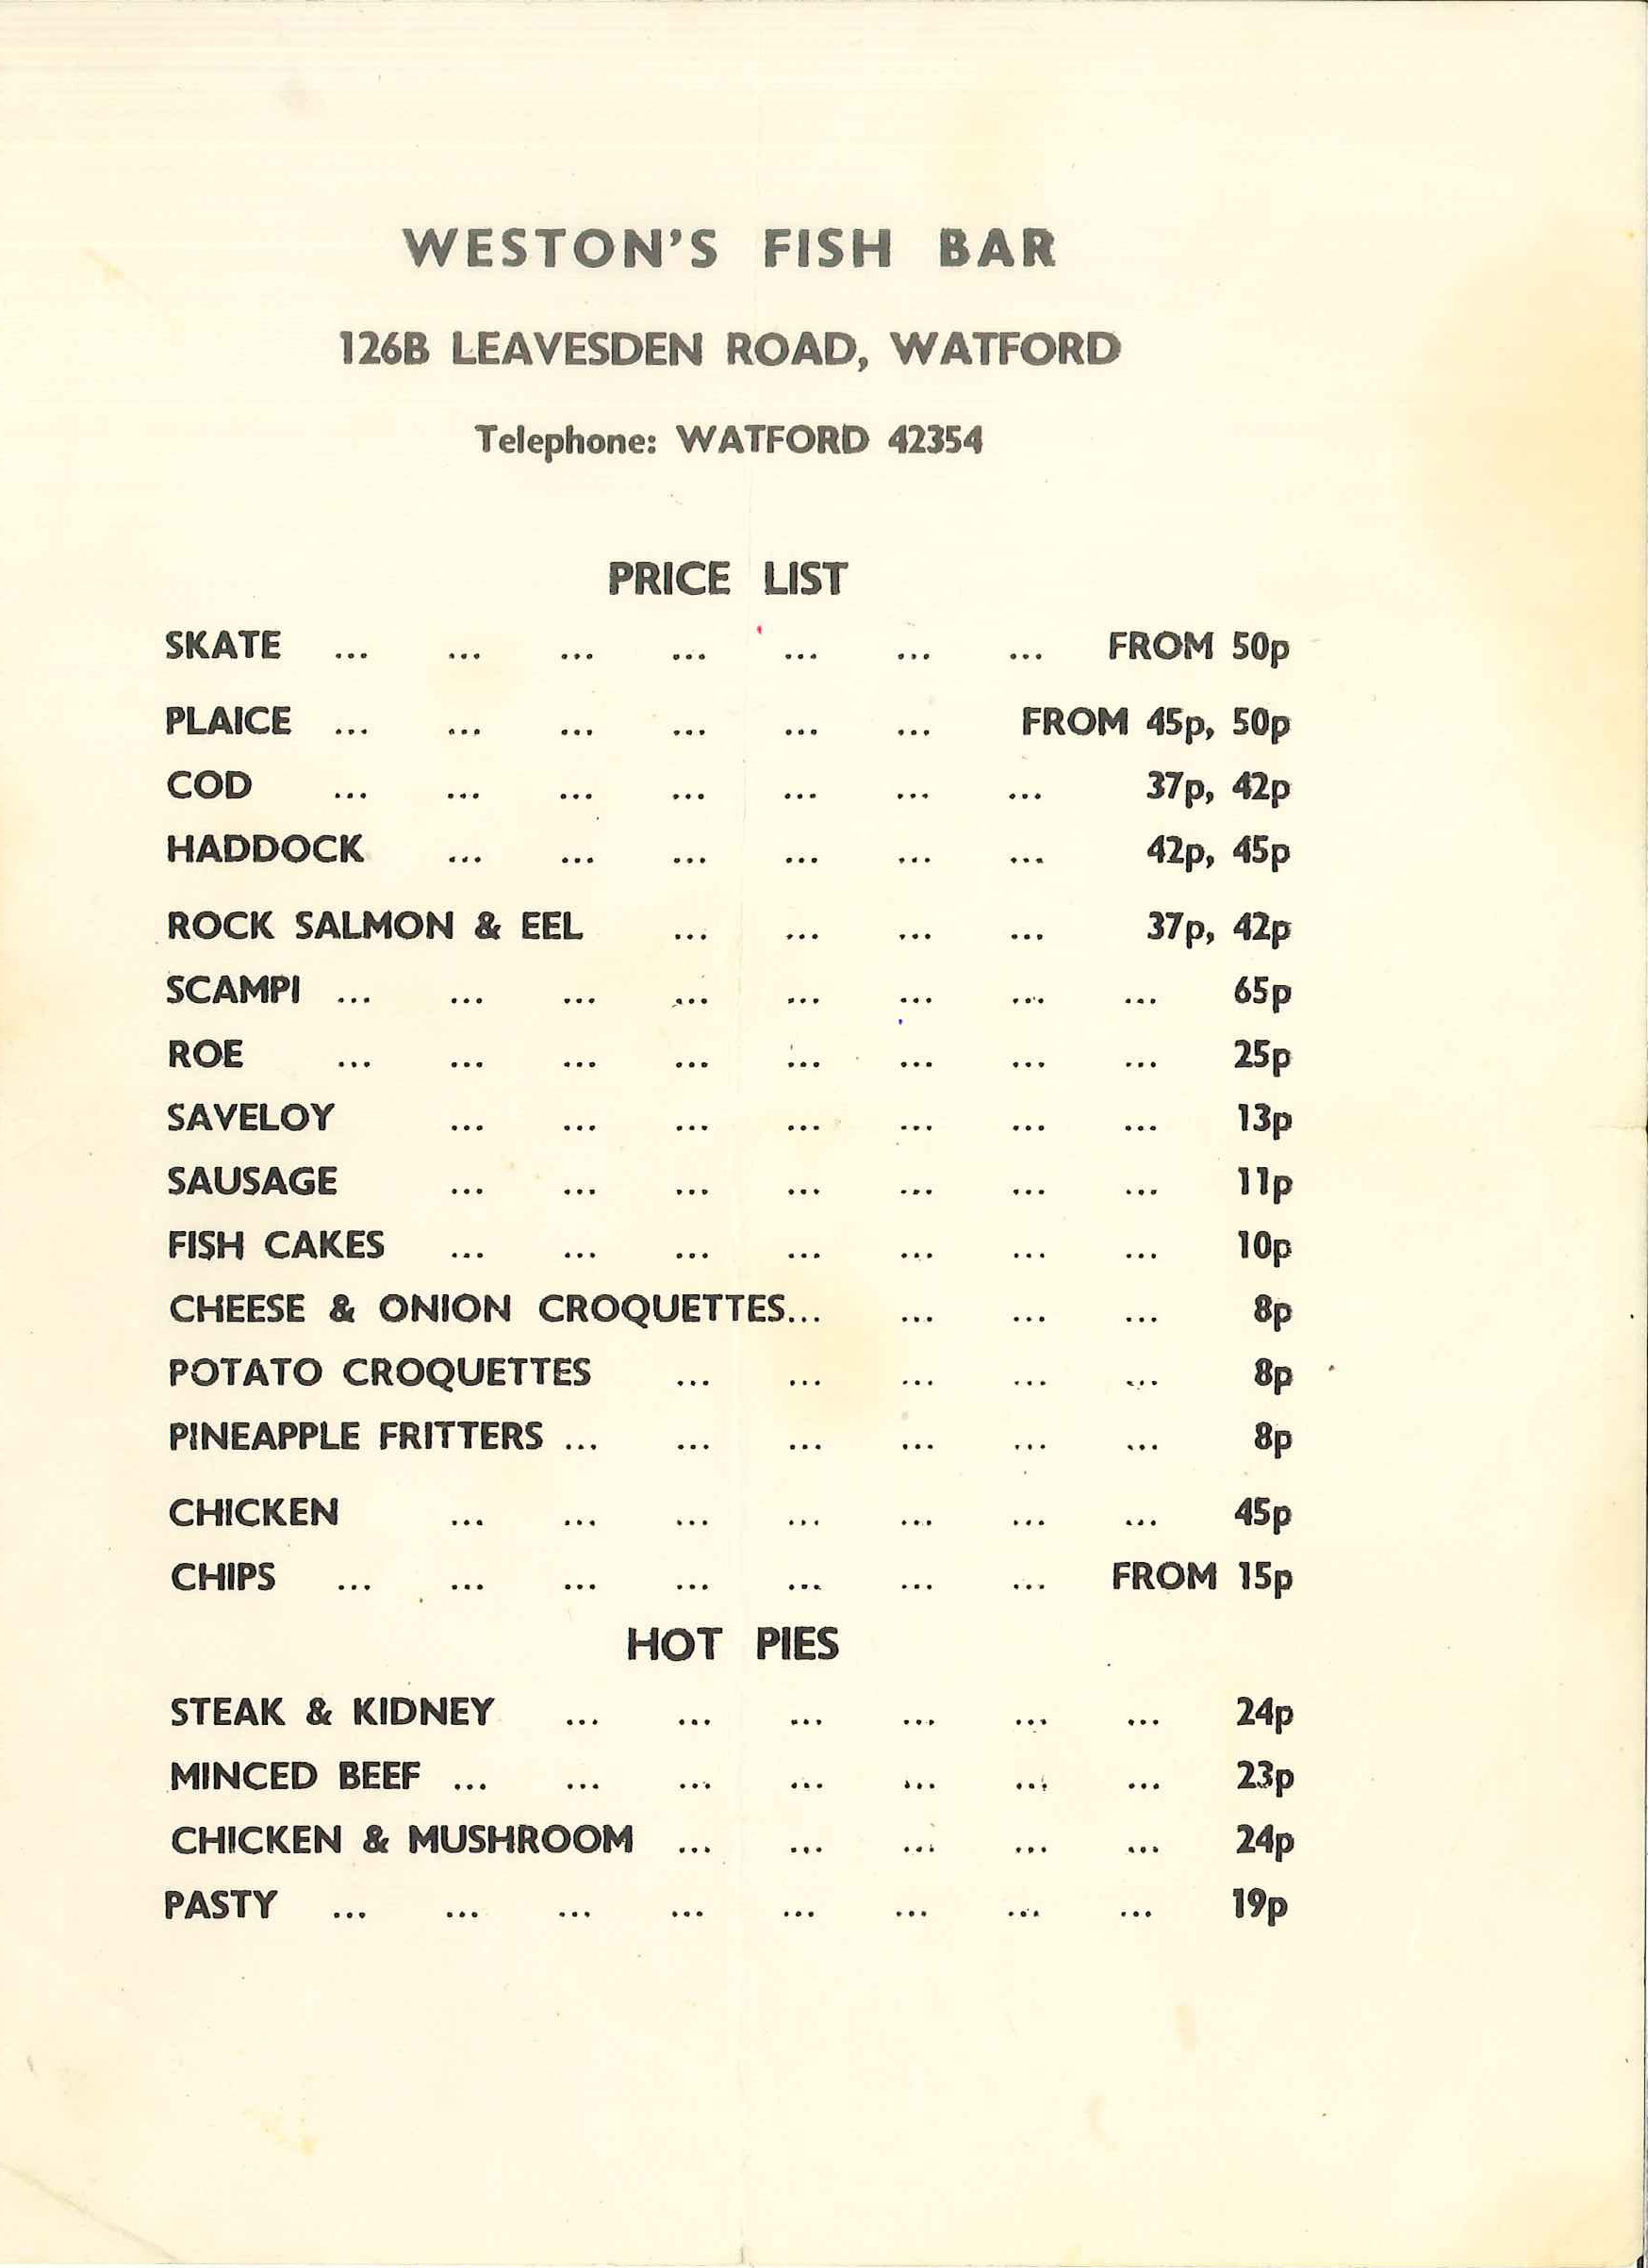 WESTON'S FISH BAR
126B LEAVESDEN ROAD, WATFORD
Telephone: WATFORD 42354
PRICE LIST
SKATE ... ... ... ... ... ... ... FROM 50p
PLAICE ... ... ... ... ... ... FROM 45p, 50p
COD ... ... ... ... ... ... ... 37p, 42p
HADDOCK ... ... ... ... ... ... 42p, 45p
ROCK SALMON & EEL ... ... ... ... 37p, 42p
SCAMPI ... ... ... ... ... ... ... ... 65p
ROE ... ... ... ... ... ... ... ... 25p
SAVELOY ... ... ... ... ... ... ... 13p
SAUSAGE ... ... ... ... ... ... ... 11p
FISH CAKES ... ... ... ... ... ... ... 10p
CHEESE & ONION CROQUETTES... ... ... ... 8p
POTATO CROQUETTES ... ... ... ... ... 8p
PINEAPPLE FRITTERS ... ... ... ... ... ... 8p
CHICKEN ... ... ... ... ... ... ... 45p
CHIPS ... ... ... ... ... ... ... FROM 15p
HOT PIES
STEAK & KIDNEY ... ... ... ... ... ... 24p
MINCED BEEF ... ... ... ... ... ... ... 23p
CHICKEN & MUSHROOM ... ... ... ... ... 24p
PASTY ... ... ... ... ... ... ... ... 19p